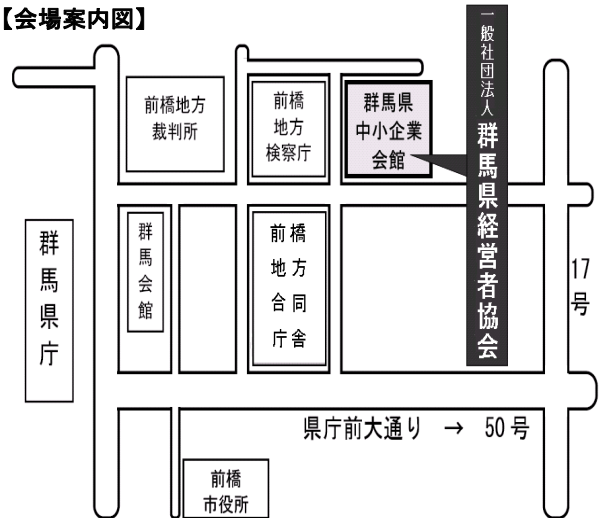 【会場案内図】
前橋地方
裁判所
前橋
地方
検察庁
群馬県
中小企業
会館
一般社団法人 群馬県経営者協会
群馬県庁
群馬会館
前橋
地方
合同
庁舎
17
号
県庁前大通り → 50号
前橋
市役所